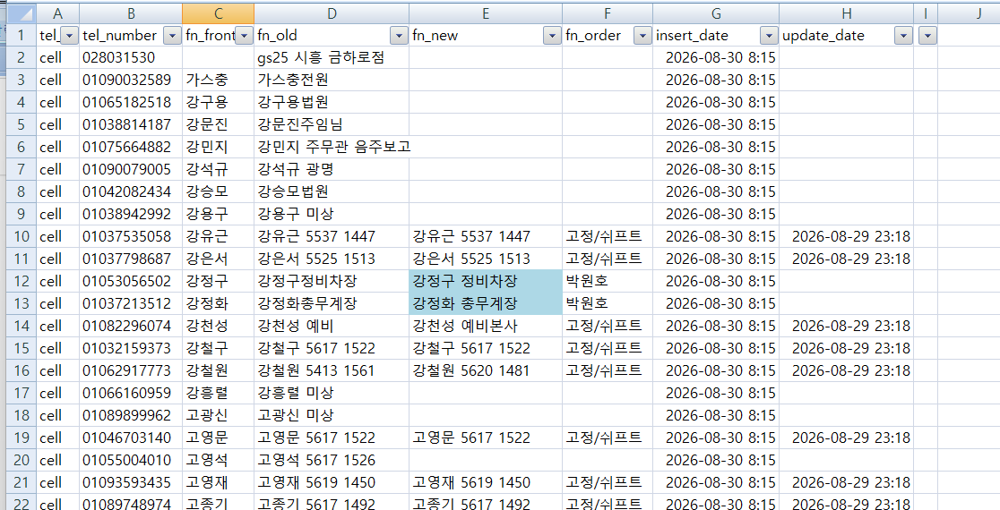 A B C D E F G H I J
1 tel_ tel_number fn_front fn_old fn_new fn_order insert_date update_date
2 cell 028031530 gs25 시흥 금하로점 2026-08-30 8:15
3 cell 01090032589 가스충 가스충전원 2026-08-30 8:15
4 cell 01065182518 강구용 강구용법원 2026-08-30 8:15
5 cell 01038814187 강문진 강문진주임님 2026-08-30 8:15
6 cell 01075664882 강민지 강민지 주무관 음주보고 2026-08-30 8:15
7 cell 01090079005 강석규 강석규 광명 2026-08-30 8:15
8 cell 01042082434 강승모 강승모법원 2026-08-30 8:15
9 cell 01038942992 강용구 강용구 미상 2026-08-30 8:15
10 cell 01037535058 강유근 강유근 5537 1447 강유근 5537 1447 고정/쉬프트 2026-08-30 8:15 2026-08-29 23:18
11 cell 01037798687 강은서 강은서 5525 1513 강은서 5525 1513 고정/쉬프트 2026-08-30 8:15 2026-08-29 23:18
12 cell 01053056502 강정구 강정구정비차장 강정구 정비차장 박원호 2026-08-30 8:15
13 cell 01037213512 강정화 강정화총무계장 강정화 총무계장 박원호 2026-08-30 8:15
14 cell 01082296074 강천성 강천성 예비 강천성 예비본사 고정/쉬프트 2026-08-30 8:15 2026-08-29 23:18
15 cell 01032159373 강철구 강철구 5617 1522 강철구 5617 1522 고정/쉬프트 2026-08-30 8:15 2026-08-29 23:18
16 cell 01062917773 강철원 강철원 5413 1561 강철원 5620 1481 고정/쉬프트 2026-08-30 8:15 2026-08-29 23:18
17 cell 01066160959 강흥렬 강흥렬 미상 2026-08-30 8:15
18 cell 01089899962 고광신 고광신 미상 2026-08-30 8:15
19 cell 01046703140 고영문 고영문 5617 1522 고영문 5617 1522 고정/쉬프트 2026-08-30 8:15 2026-08-29 23:18
20 cell 01055004010 고영석 고영석 5617 1526 2026-08-30 8:15
21 cell 01093593435 고영재 고영재 5619 1450 고영재 5619 1450 고정/쉬프트 2026-08-30 8:15 2026-08-29 23:18
22 cell 01089748974 고종기 고종기 5617 1492 고종기 5617 1492 고정/쉬프트 2026-08-30 8:15 2026-08-29 23:18